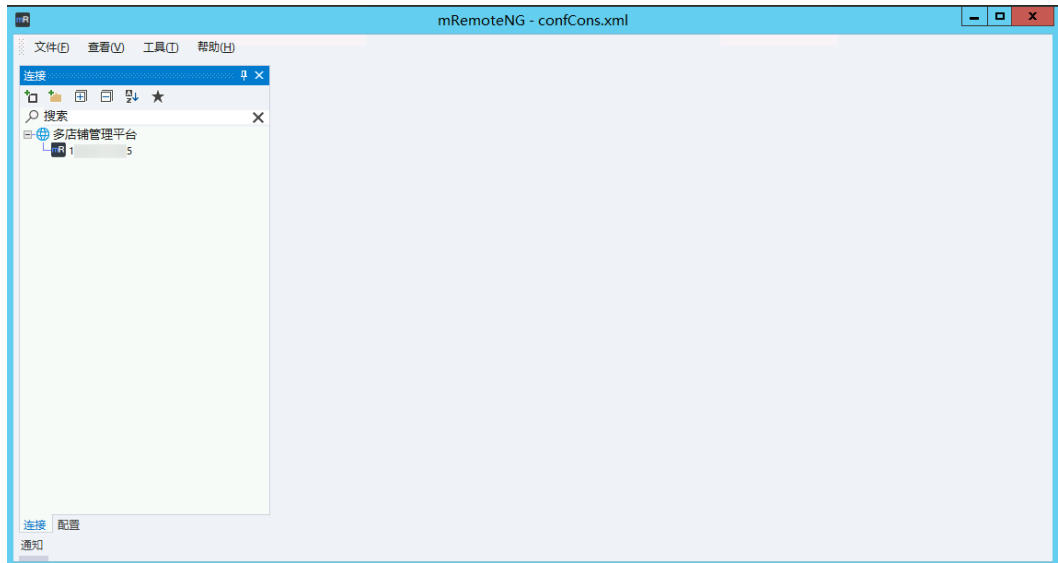 mR mRemoteNG - confCons.xml
文件(F) 查看(V) 工具(T) 帮助(H)
连接
搜索
多店铺管理平台
mR 1 5
连接 配置
通知